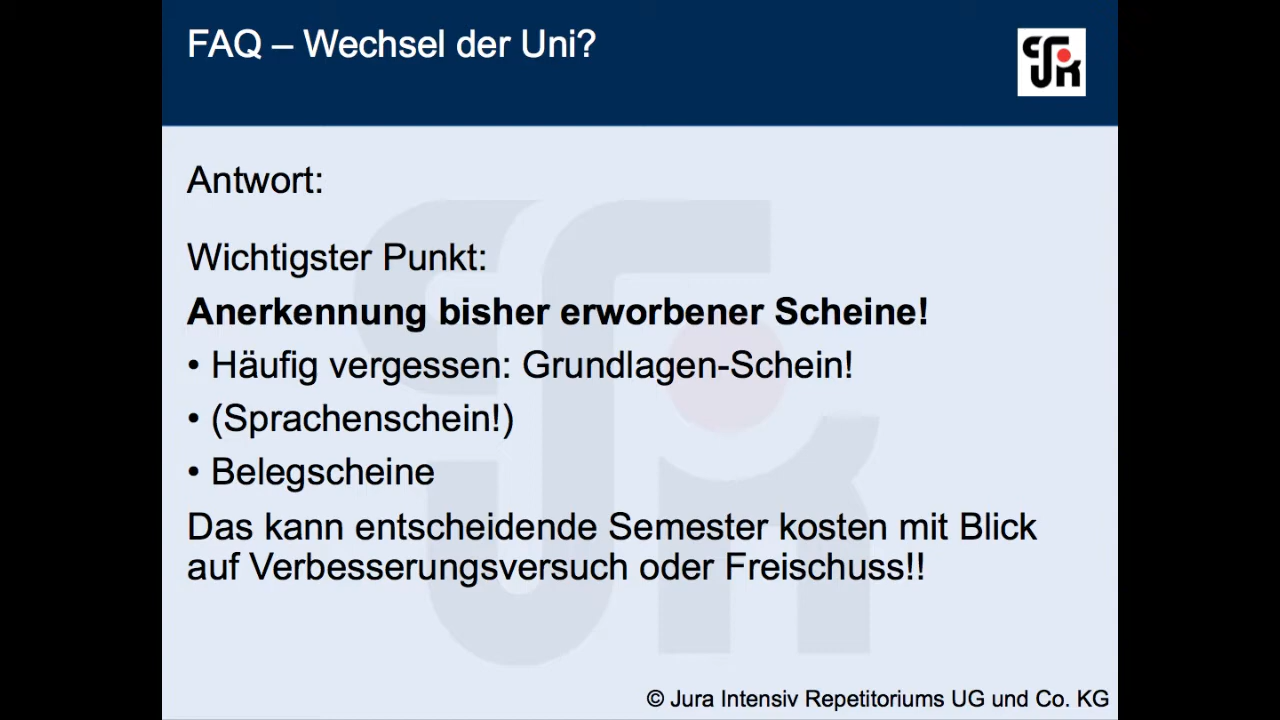 FAQ – Wechsel der Uni?
Antwort:
Wichtigster Punkt:
Anerkennung bisher erworbener Scheine!
• Häufig vergessen: Grundlagen-Schein!
• (Sprachenschein!)
• Belegscheine
Das kann entscheidende Semester kosten mit Blick
auf Verbesserungsversuch oder Freischuss!!
© Jura Intensiv Repetitoriums UG und Co. KG